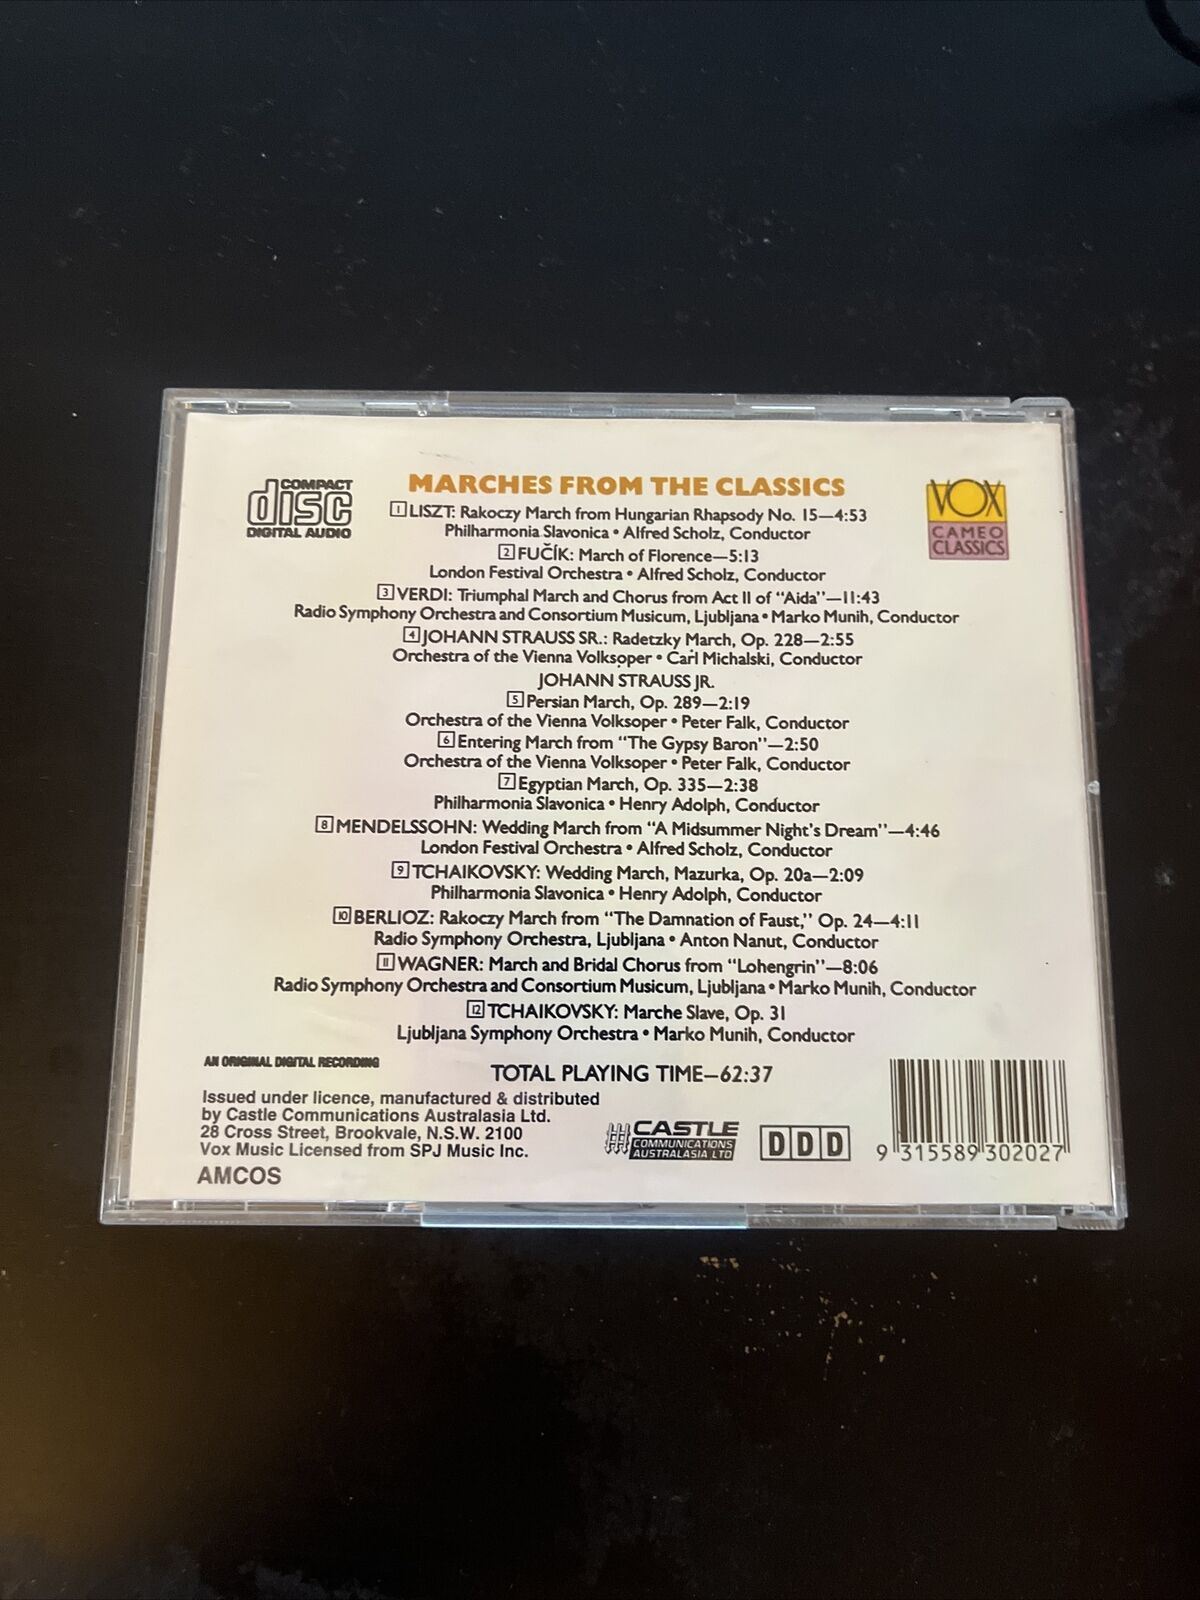 COMPACT
disc
DIGITAL AUDIO
MARCHES FROM THE CLASSICS
VOX
CAMEO
CLASSICS
1 LISZT: Rakoczy March from Hungarian Rhapsody No. 15—4:53
Philharmonia Slavonica • Alfred Scholz, Conductor
2 FUČÍK: March of Florence—5:13
London Festival Orchestra • Alfred Scholz, Conductor
3 VERDI: Triumphal March and Chorus from Act II of "Aida"—11:43
Radio Symphony Orchestra and Consortium Musicum, Ljubljana • Marko Munih, Conductor
4 JOHANN STRAUSS SR.: Radetzky March, Op. 228—2:55
Orchestra of the Vienna Volksoper • Carl Michalski, Conductor
JOHANN STRAUSS JR.
5 Persian March, Op. 289—2:19
Orchestra of the Vienna Volksoper • Peter Falk, Conductor
6 Entering March from "The Gypsy Baron"—2:50
Orchestra of the Vienna Volksoper • Peter Falk, Conductor
7 Egyptian March, Op. 335—2:38
Philharmonia Slavonica • Henry Adolph, Conductor
8 MENDELSSOHN: Wedding March from "A Midsummer Night's Dream"—4:46
London Festival Orchestra • Alfred Scholz, Conductor
9 TCHAIKOVSKY: Wedding March, Mazurka, Op. 20a—2:09
Philharmonia Slavonica • Henry Adolph, Conductor
10 BERLIOZ: Rakoczy March from "The Damnation of Faust," Op. 24—4:11
Radio Symphony Orchestra, Ljubljana • Anton Nanut, Conductor
11 WAGNER: March and Bridal Chorus from "Lohengrin"—8:06
Radio Symphony Orchestra and Consortium Musicum, Ljubljana • Marko Munih, Conductor
12 TCHAIKOVSKY: Marche Slave, Op. 31
Ljubljana Symphony Orchestra • Marko Munih, Conductor
AN ORIGINAL DIGITAL RECORDING
TOTAL PLAYING TIME—62:37
Issued under licence, manufactured & distributed
by Castle Communications Australasia Ltd.
28 Cross Street, Brookvale, N.S.W. 2100
Vox Music Licensed from SPJ Music Inc.
AMCOS
CASTLE
COMMUNICATIONS
AUSTRALASIA LTD
DDD
9 315589 302027